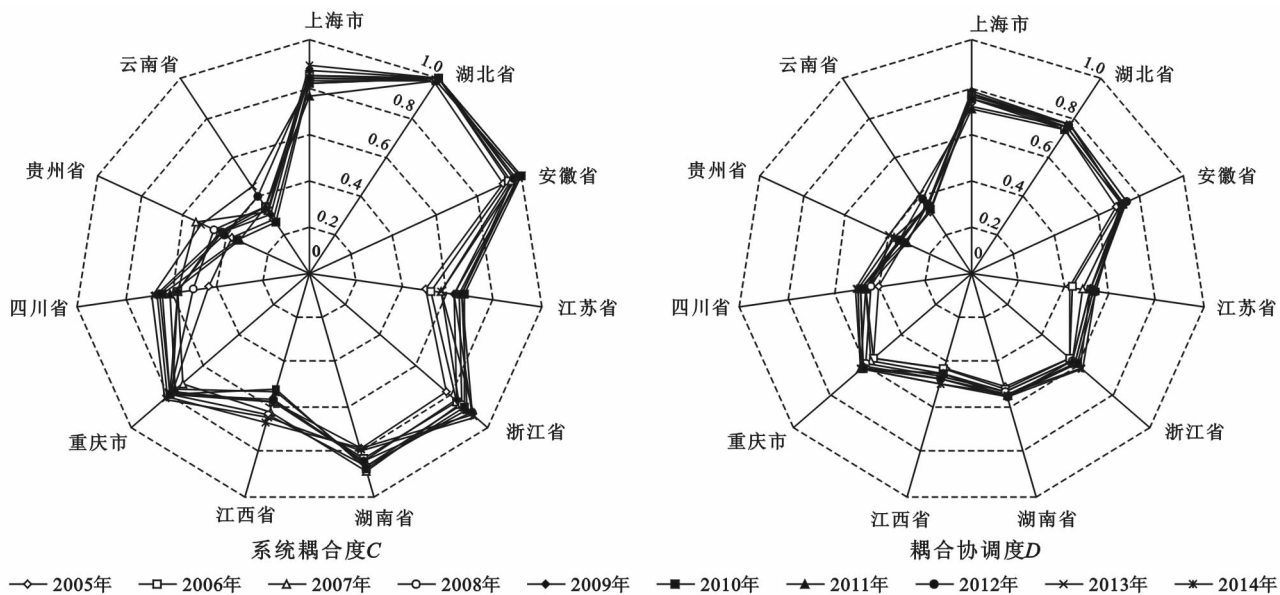 上海市
湖北省
安徽省
江苏省
浙江省
湖南省
江西省
重庆市
四川省
贵州省
云南省
1.0
0.8
0.6
0.4
0.2
0
系统耦合度C
上海市
湖北省
安徽省
江苏省
浙江省
湖南省
江西省
重庆市
四川省
贵州省
云南省
1.0
0.8
0.6
0.4
0.2
0
耦合协调度D
2005年 2006年 2007年 2008年 2009年 2010年 2011年 2012年 2013年 2014年